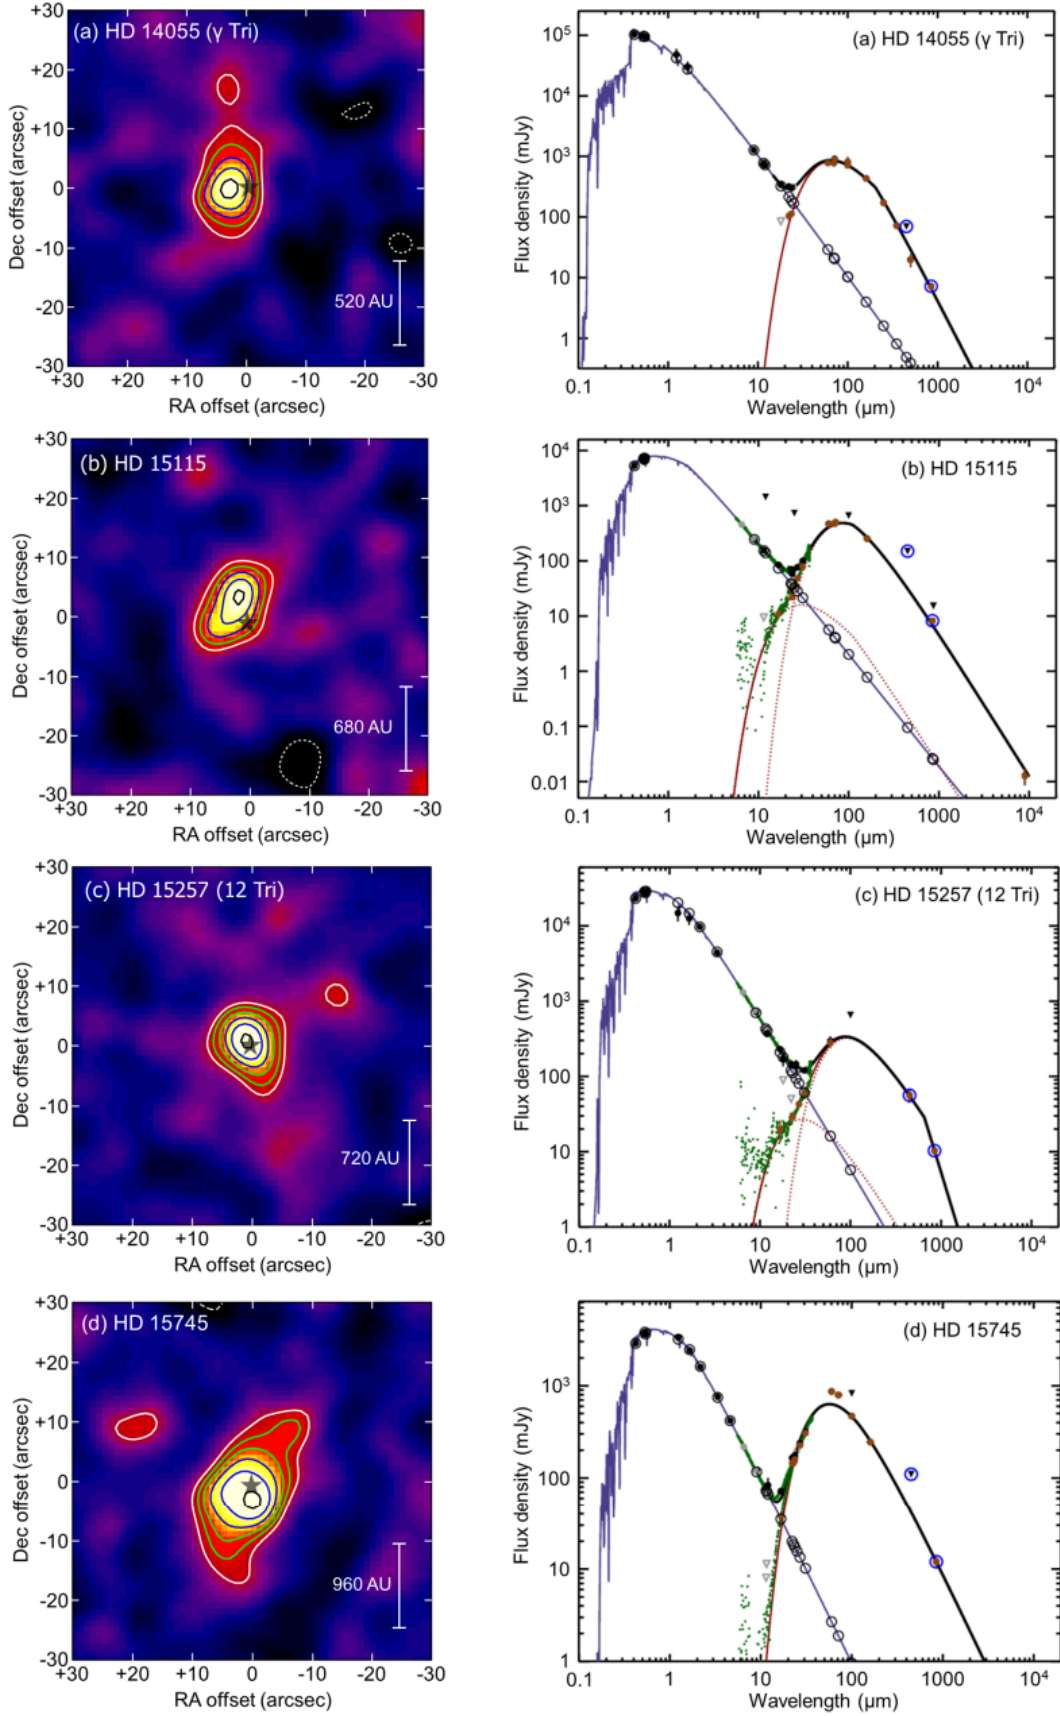 (a) HD 14055 (γ Tri)
+30
+20
+10
0
-10
-20
-30
Dec offset (arcsec)
520 AU
+30 +20 +10 0 -10 -20 -30
RA offset (arcsec)
(a) HD 14055 (γ Tri)
10⁵
10⁴
10³
100
10
1
Flux density (mJy)
0.1 1 10 100 1000 10⁴
Wavelength (µm)
(b) HD 15115
30
+20
+10
0
-10
-20
-30
Dec offset (arcsec)
680 AU
+30 +20 +10 0 -10 -20 -30
RA offset (arcsec)
(b) HD 15115
10⁴
10³
100
10
1
0.1
0.01
Flux density (mJy)
0.1 1 10 100 1000 10⁴
Wavelength (µm)
(c) HD 15257 (12 Tri)
+30
+20
+10
0
-10
-20
-30
Dec offset (arcsec)
720 AU
+30 +20 +10 0 -10 -20 -30
RA offset (arcsec)
(c) HD 15257 (12 Tri)
10⁴
10³
100
10
1
Flux density (mJy)
0.1 1 10 100 1000 10⁴
Wavelength (µm)
(d) HD 15745
+30
+20
+10
0
-10
-20
-30
Dec offset (arcsec)
960 AU
+30 +20 +10 0 -10 -20 -30
RA offset (arcsec)
(d) HD 15745
10³
100
10
1
Flux density (mJy)
0.1 1 10 100 1000 10⁴
Wavelength (µm)